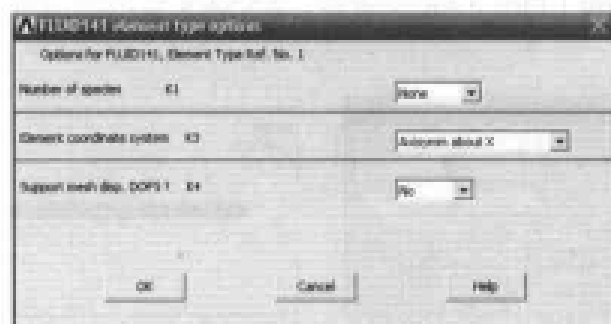 FLUID141 element type options
Options for FLUID141, Element Type Ref. No. 1
Number of species K1 None
Element coordinate system K3 Axisymm about X
Support mesh disp. DOFS? K4 No
OK Cancel Help